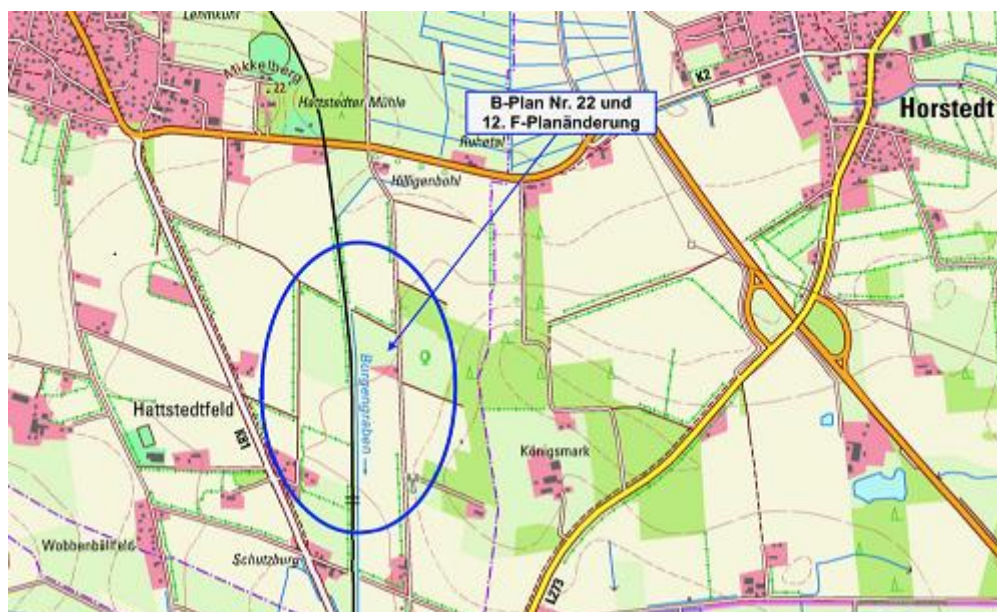 Lehmkuhl
Mikkelberg
22
Hattstedter Mühle
K2
B-Plan Nr. 22 und
12. F-Planänderung
Horstedt
Ruhetal
Hilligenbohl
Bürgengraben →
Hattstedtfeld
K81
Königsmark
Wobbenbüllfeld
Schutzburg
L273